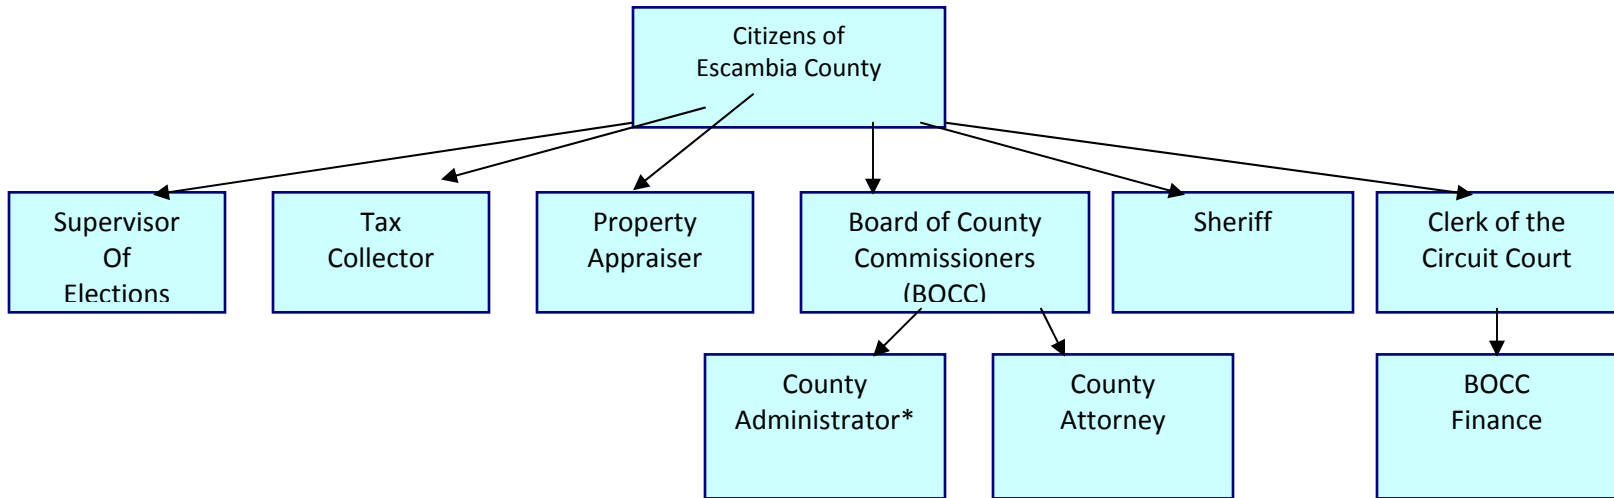 Citizens of
Escambia County
Supervisor
Of
Elections
Tax
Collector
Property
Appraiser
Board of County
Commissioners
(BOCC)
Sheriff
Clerk of the
Circuit Court
County
Administrator*
County
Attorney
BOCC
Finance